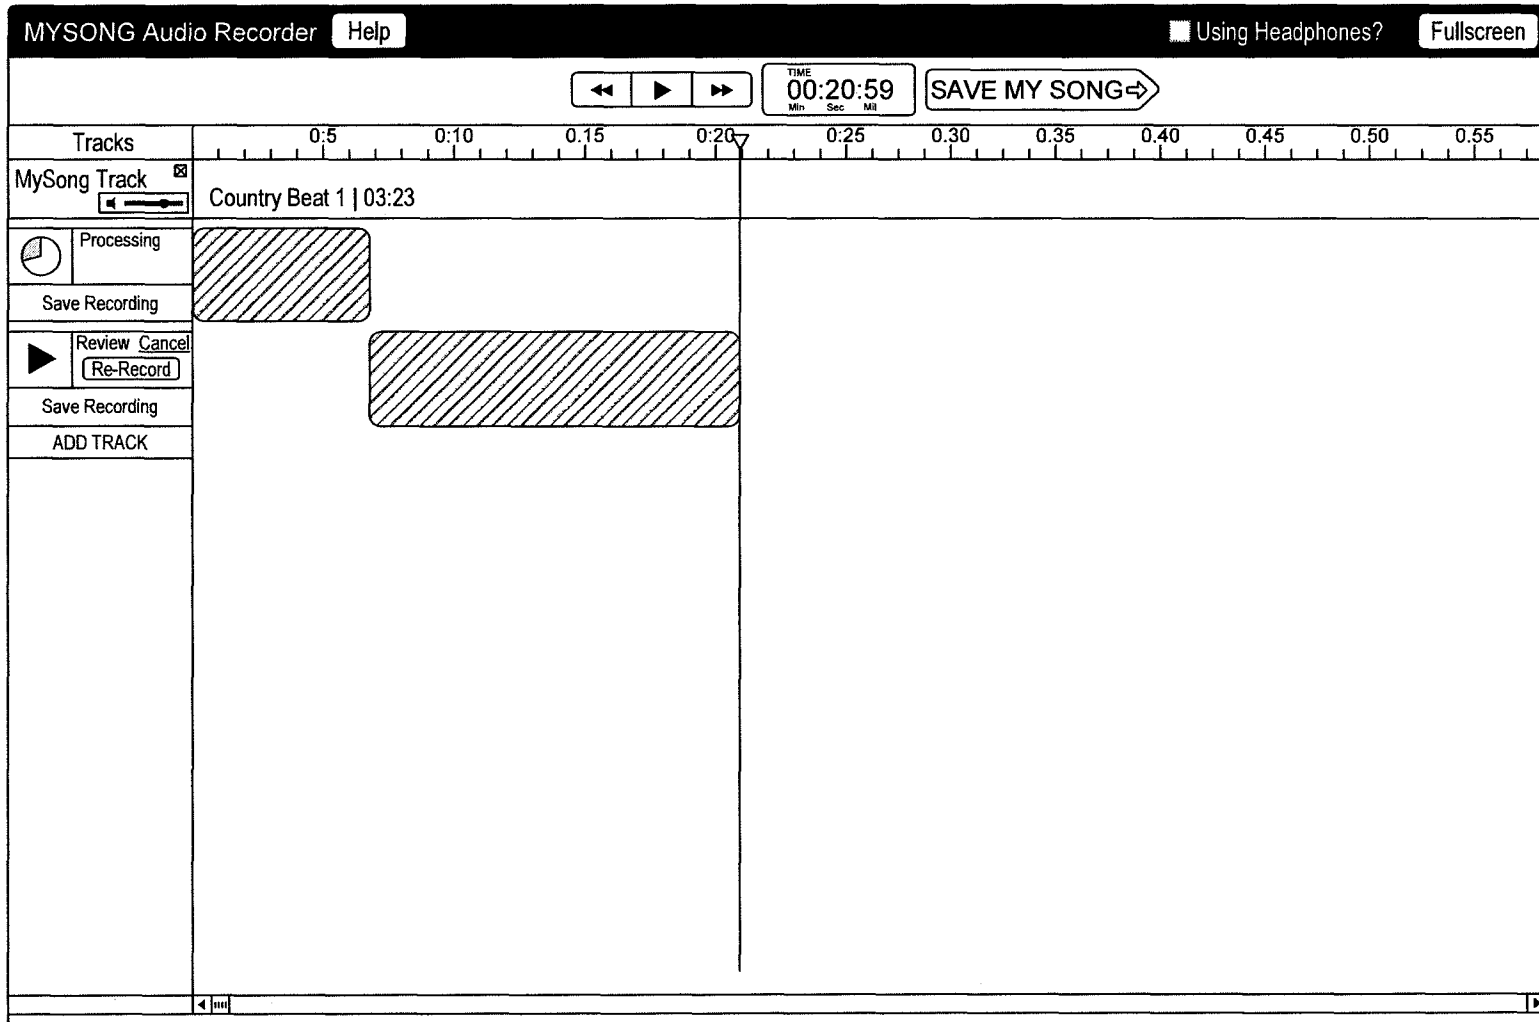 MYSONG Audio Recorder Help Using Headphones? Fullscreen
TIME
00:20:59
Min Sec Mil
SAVE MY SONG
Tracks 0:5 0:10 0.15 0:20 0:25 0.30 0.35 0.40 0.45 0.50 0.55
MySong Track
Country Beat 1 | 03:23
Processing
Save Recording
Review Cancel
Re-Record
Save Recording
ADD TRACK